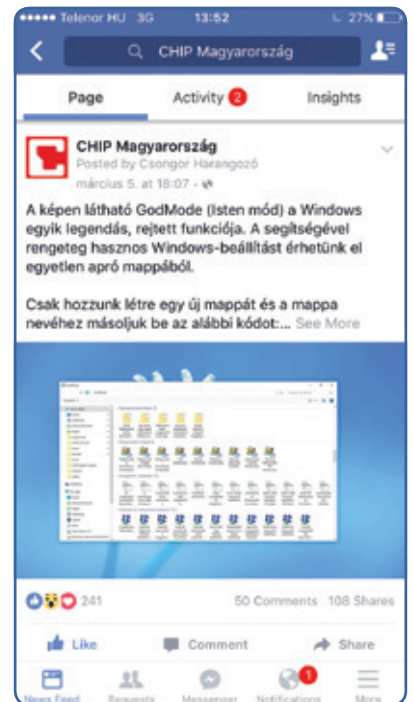 Telenor HU 3G 13:52 27%
CHIP Magyarország
Page Activity 2 Insights
CHIP Magyarország
Posted by Csongor Harangozó
március 5. at 18:07 •
A képen látható GodMode (Isten mód) a Windows
egyik legendás, rejtett funkciója. A segítségével
rengeteg hasznos Windows-beállítást érhetünk el
egyetlen apró mappából.
Csak hozzunk létre egy új mappát és a mappa
nevéhez másoljuk be az alábbi kódot:... See More
241 50 Comments 108 Shares
Like Comment Share
1
News Feed Requests Messenger Notifications More